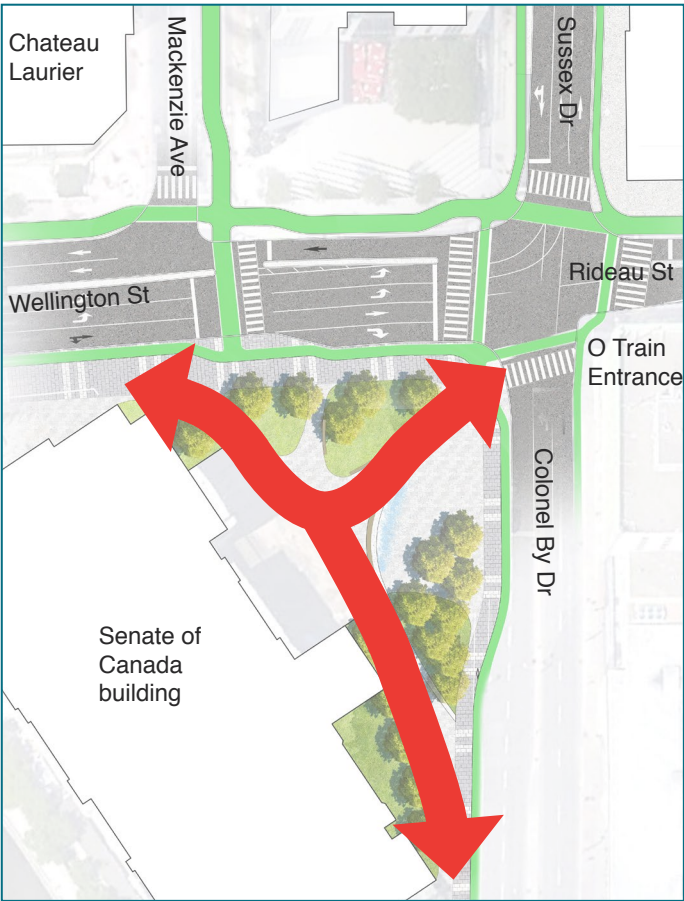 Chateau
Laurier
Mackenzie Ave
Sussex Dr
Wellington St
Rideau St
O Train
Entrance
Colonel By Dr
Senate of
Canada
building